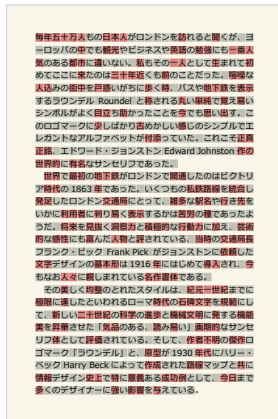 毎年五十万人もの日本人がロンドンを訪れると聞くが、ヨ
ーロッパの中でも観光やビジネスや英語の勉強にも一番人
気のある都市に違いない。私もその一人として生まれて初
めてここに来たのは三十年近くも前のことだった。喧噪な
人込みの街中を戸惑いがちに歩く時、バスや地下鉄を表示
するラウンデル Roundel と称される丸い単純で覚え易い
シンボルがよく目立ち助かったことを今でも思い出す。こ
のロゴマークに少しばかり古めかしい感じのシンプルでエ
レガントなアルファベットが付添っていた。これこそ正真
正銘、エドワード・ジョンストン Edward Johnston 作の
世界的に有名なサンセリフであった。
世界で最初の地下鉄がロンドンで開通したのはビクトリ
ア時代の 1863 年であった。いくつもの私鉄路線を統合し
発足したロンドン交通局にとって、雑多な駅名や行き先を
いかに利用者に判り易く表示するかは苦労の種であったよ
うだ。将来を見抜く洞察力と積極的な行動力に加え、芸術
的な感性にも富んだ人物と評されている、当時の交通局長
フランク・ピック Frank Pick がジョンストンに依頼した
文字デザインの基本形は 1916 年にはじめて導入され、今
もなお人々に親しまれている名作書体である。
その美しく均整のとれたスタイルは、紀元一世紀までに
極限に達したといわれるローマ時代の石碑文字を規範にし
て、新しい二十世紀の科学の進歩と機械文明に発する機能
美を昇華させた「気品のある、読み易い」画期的なサンセ
リフ体として評価されている。そして、作者不明の傑作ロ
ゴマーク「ラウンデル」と、原型が 1930 年代にハリー・
ベック Harry Beck によって作成された路線マップと共に
情報デザイン史上で特に意義ある成功例として、今日まで
多くのデザイナーに強い影響を与えている。